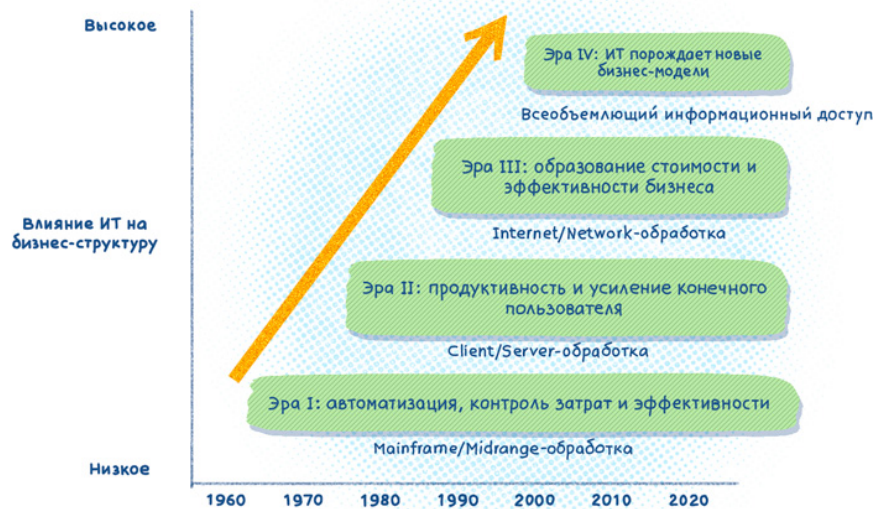 Высокое
Эра IV: ИТ порождает новые
бизнес-модели
Всеобъемлющий информационный доступ
Эра III: образование стоимости и
эффективности бизнеса
Влияние ИТ на
бизнес-структуру
Internet/Network-обработка
Эра II: продуктивность и усиление конечного
пользователя
Client/Server-обработка
Эра I: автоматизация, контроль затрат и эффективности
Mainframe/Midrange-обработка
Низкое
1960 1970 1980 1990 2000 2010 2020